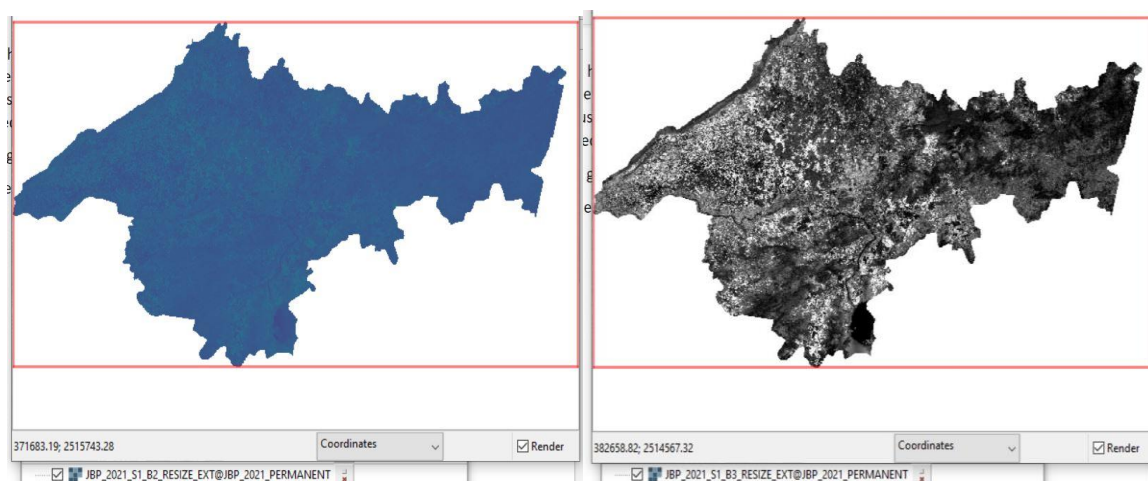 371683.19; 2515743.28
Coordinates
Render
JBP_2021_S1_B2_RESIZE_EXT@JBP_2021_PERMANENT
382658.82; 2514567.32
Coordinates
Render
JBP_2021_S1_B3_RESIZE_EXT@JBP_2021_PERMANENT